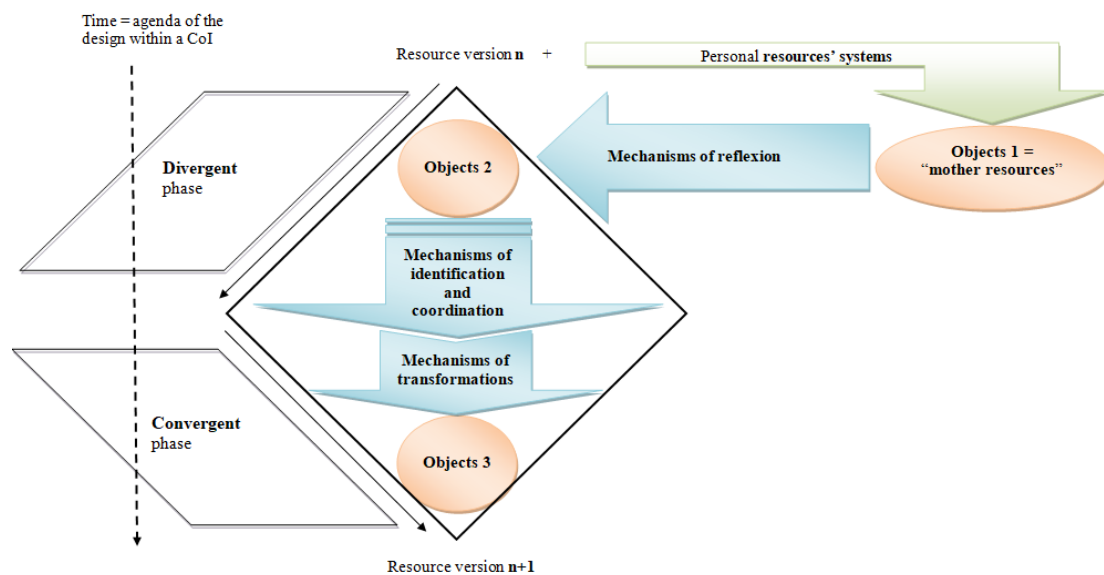 Time = agenda of the
design within a CoI
Resource version n +
Personal resources' systems
Divergent
phase
Objects 2
Mechanisms of reflexion
Objects 1 =
“mother resources”
Mechanisms of
identification
and
coordination
Mechanisms of
transformations
Convergent
phase
Objects 3
Resource version n+1